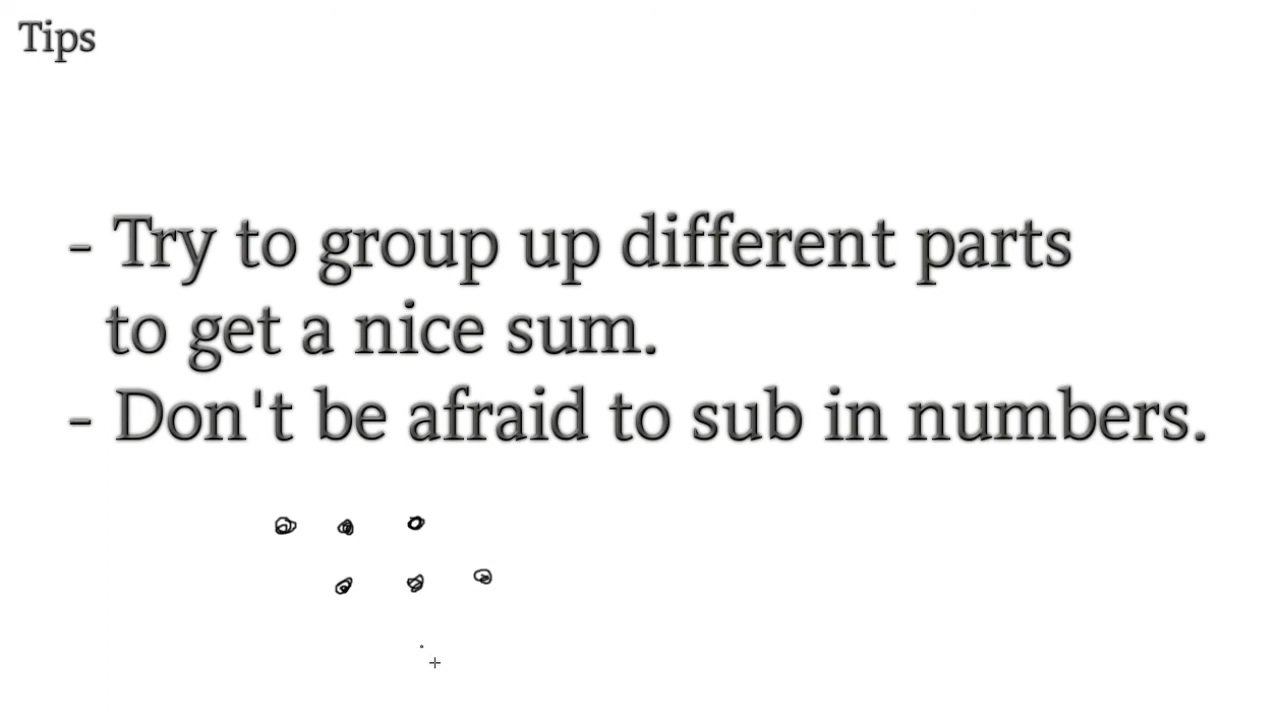 Tips
- Try to group up different parts
to get a nice sum.
- Don't be afraid to sub in numbers.